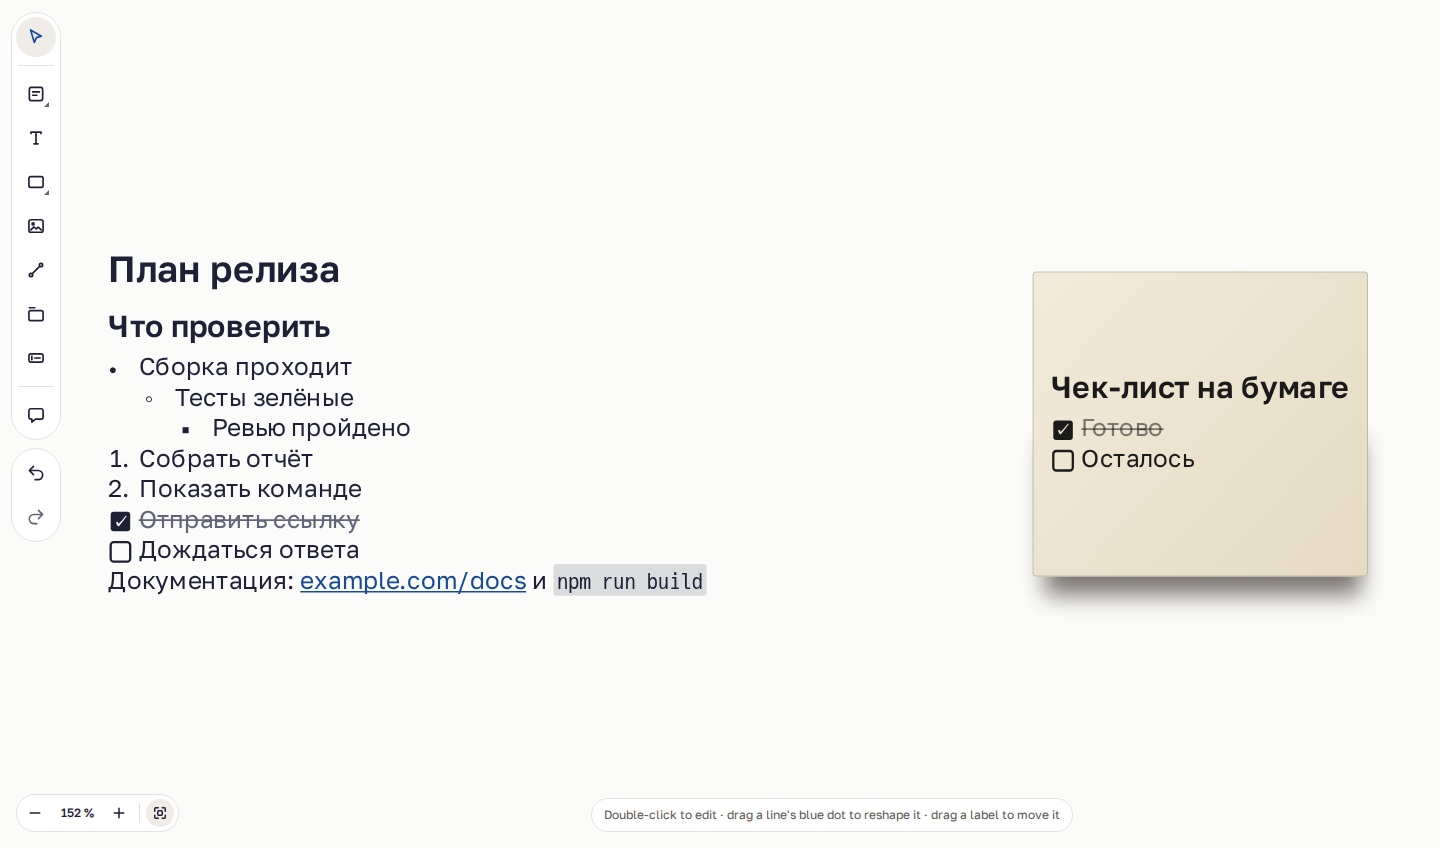 План релиза
Что проверить
• Сборка проходит
◦ Тесты зелёные
▪ Ревью пройдено
1. Собрать отчёт
2. Показать команде
Отправить ссылку
Дождаться ответа
Документация: example.com/docs и npm run build
Чек-лист на бумаге
Готово
Осталось
152 %
Double-click to edit · drag a line's blue dot to reshape it · drag a label to move it